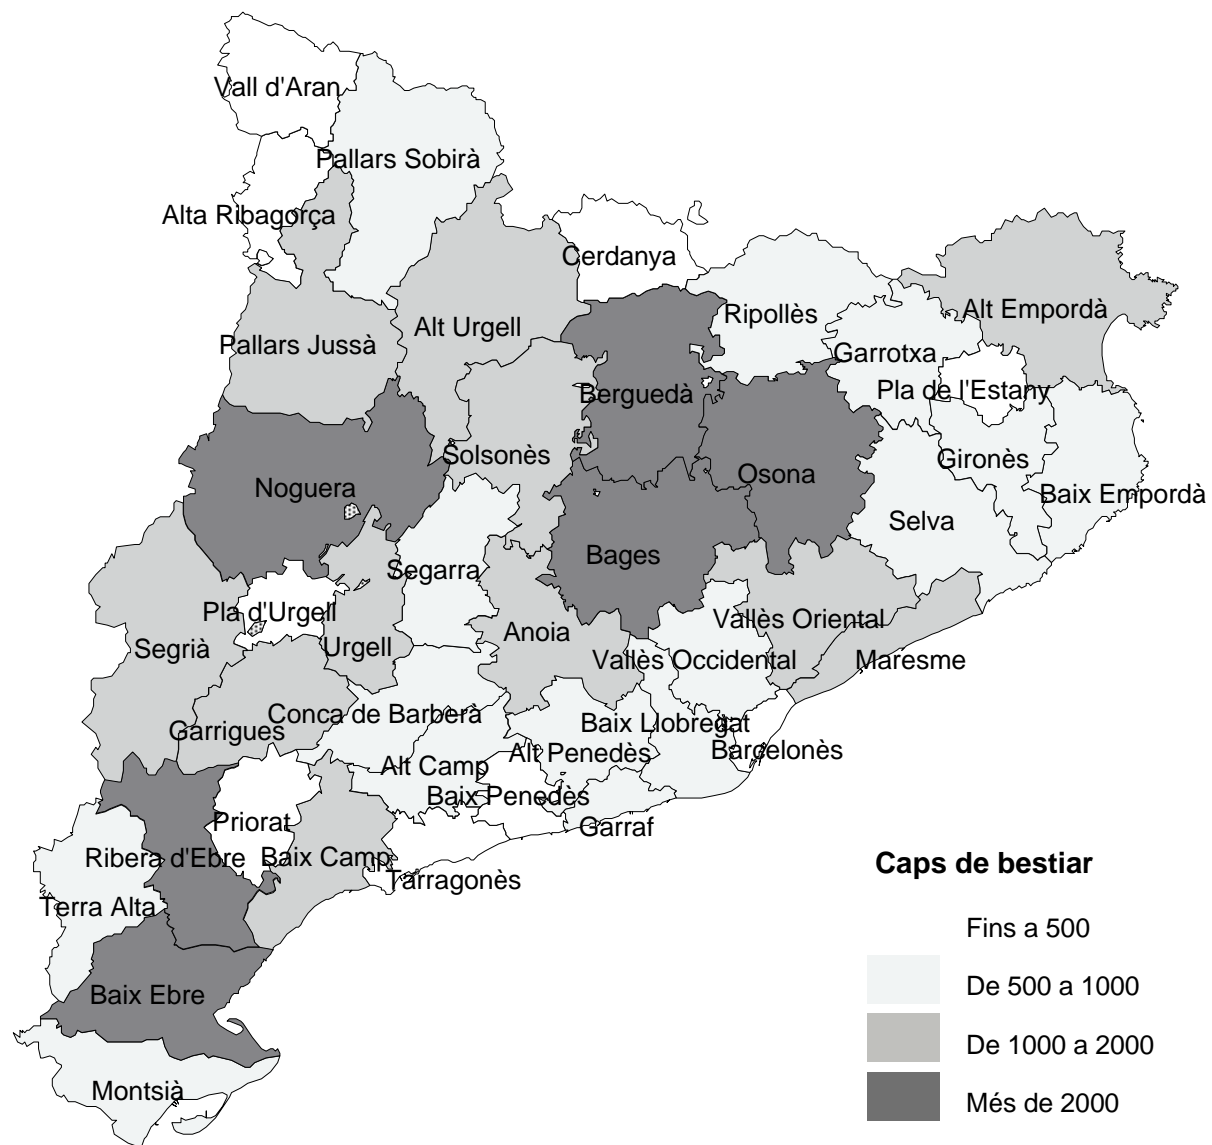 Vall d'Aran
Pallars Sobirà
Alta Ribagorça
Cerdanya
Ripollès
Alt Empordà
Alt Urgell
Pallars Jussà
Garrotxa
Pla de l'Estany
Berguedà
Solsonès
Gironès
Osona
Noguera
Baix Empordà
Selva
Bages
Segarra
Pla d'Urgell
Vallès Oriental
Anoia
Segrià
Urgell
Vallès Occidental
Maresme
Conca de Barberà
Baix Llobregat
Garrigues
Alt Penedès
Barcelonès
Alt Camp
Baix Penedès
Priorat
Garraf
Ribera d'Ebre
Baix Camp
Tarragonès
Terra Alta
Baix Ebre
Montsià
Caps de bestiar
Fins a 500
De 500 a 1000
De 1000 a 2000
Més de 2000